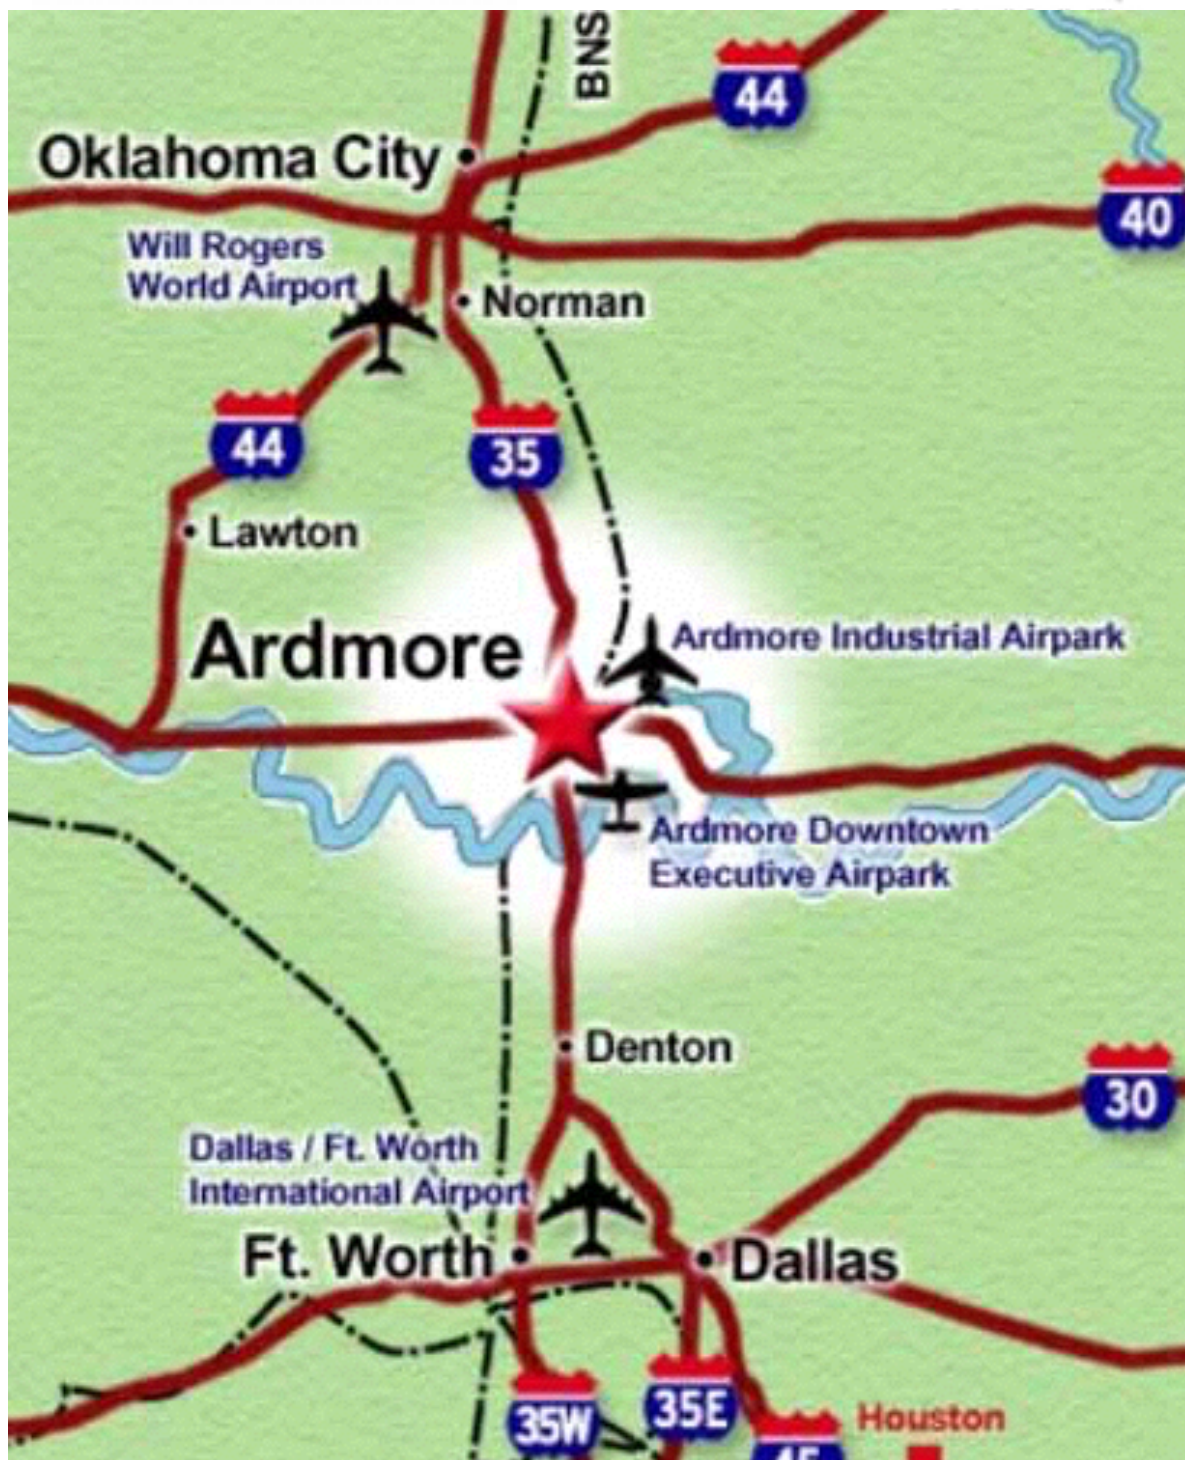 BNS
44
Oklahoma City
40
Will Rogers
World Airport
Norman
44
35
Lawton
Ardmore
Ardmore Industrial Airpark
Ardmore Downtown
Executive Airpark
Denton
30
Dallas / Ft. Worth
International Airport
Ft. Worth
Dallas
35W
35E
Houston